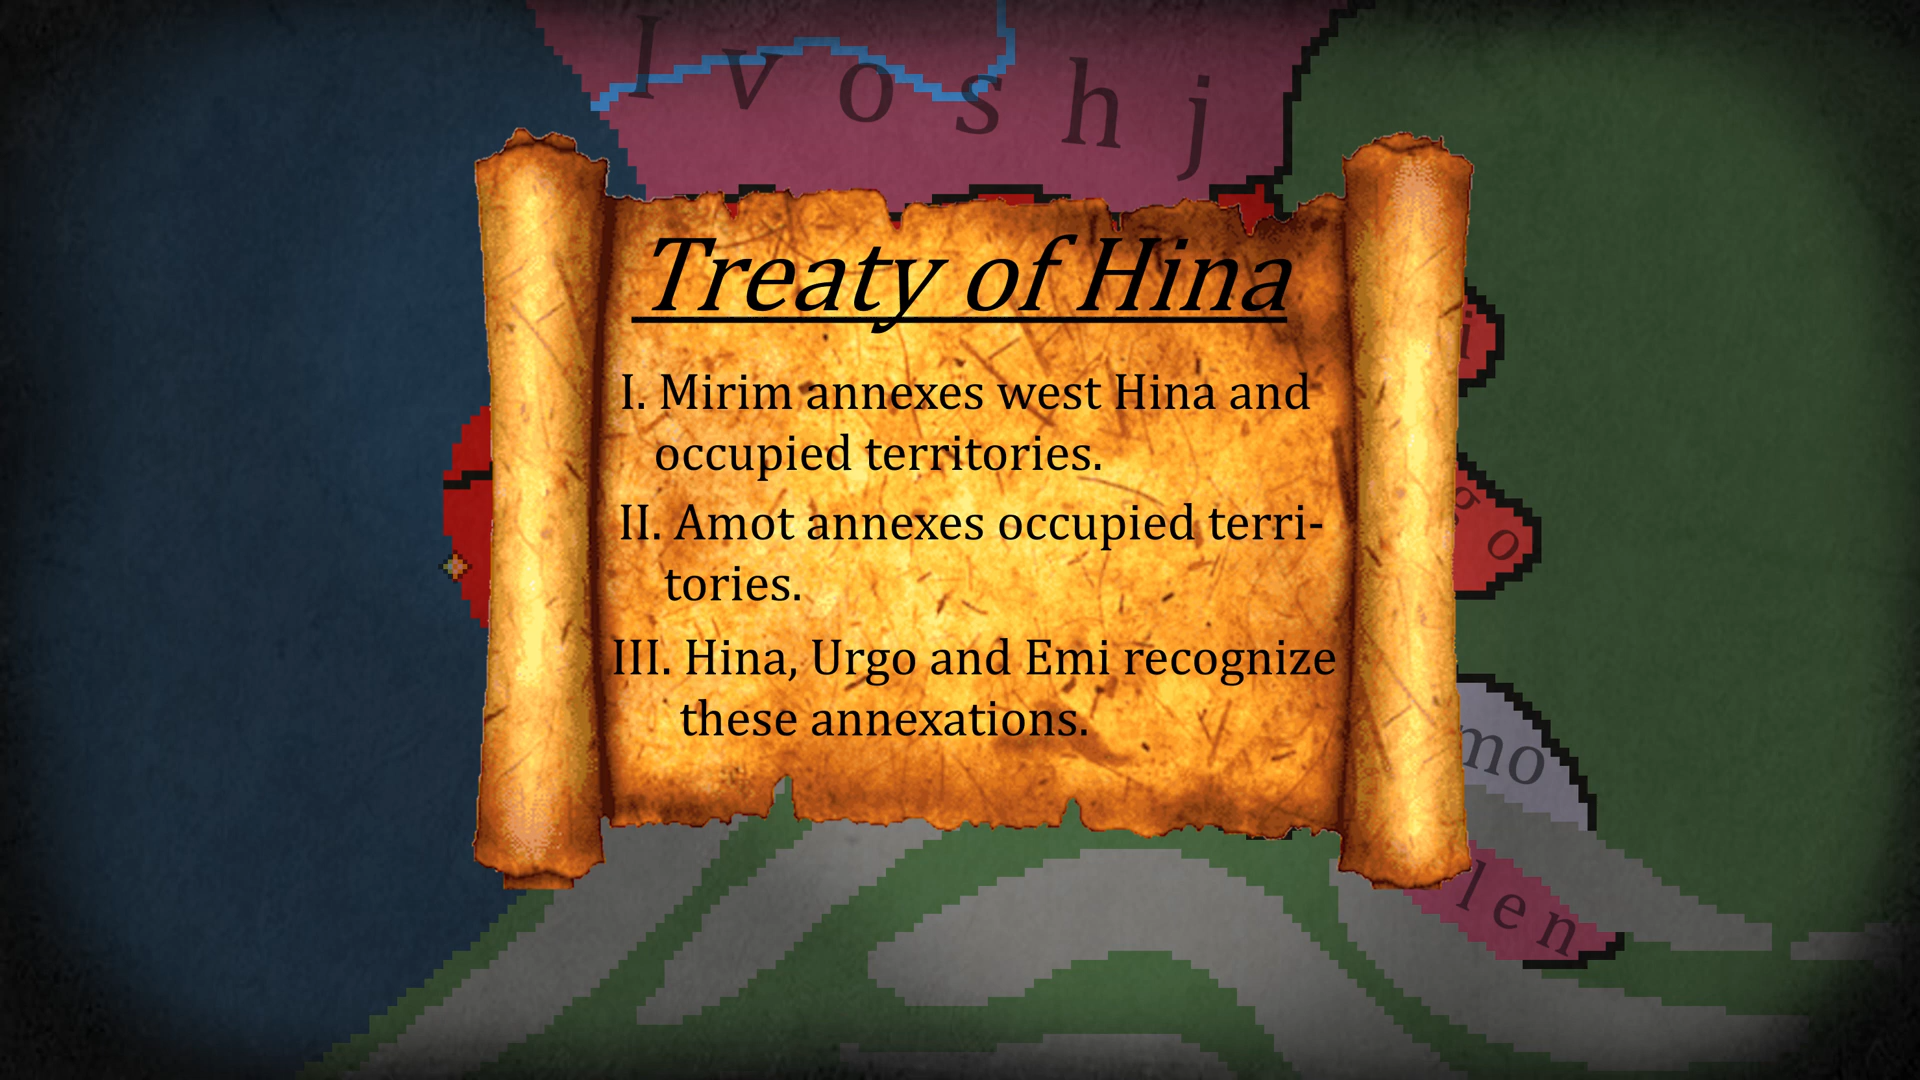 Ivoshj
Treaty of Hina
I. Mirim annexes west Hina and
occupied territories.
II. Amot annexes occupied terri-
tories.
III. Hina, Urgo and Emi recognize
these annexations.
i
go
mo
len